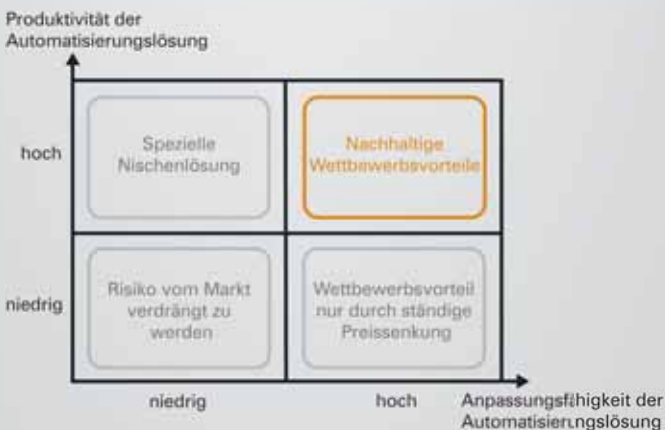 Produktivität der
Automatisierungslösung
hoch
Spezielle
Nischenlösung
Nachhaltige
Wettbewerbsvorteile
niedrig
Risiko vom Markt
verdrängt zu
werden
Wettbewerbsvorteil
nur durch ständige
Preissenkung
niedrig
hoch
Anpassungsfähigkeit der
Automatisierungslösung